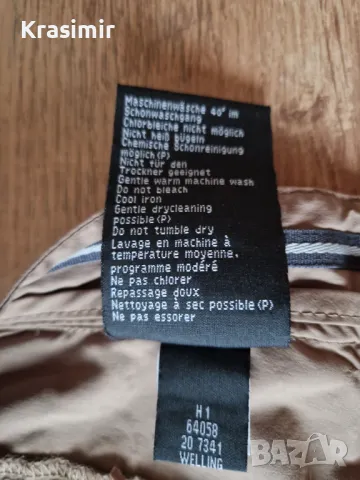 Krasimir
Maschinenwäsche 40° im
Schonwaschgang
Chlorbleiche nicht möglich
Nicht heiß bügeln
Chemische Schonreinigung
möglich (P)
Nicht für den
Trockner geeignet
Gentle warm machine wash
Do not bleach
Cool iron
Gentle drycleaning
possible (P)
Do not tumble dry
Lavage en machine à
température moyenne,
programme modéré
Ne pas chlorer
Repassage doux
Nettoyage à sec possible (P)
Ne pas essorer
H1
64058
20 7341
WELLING
BAZAR